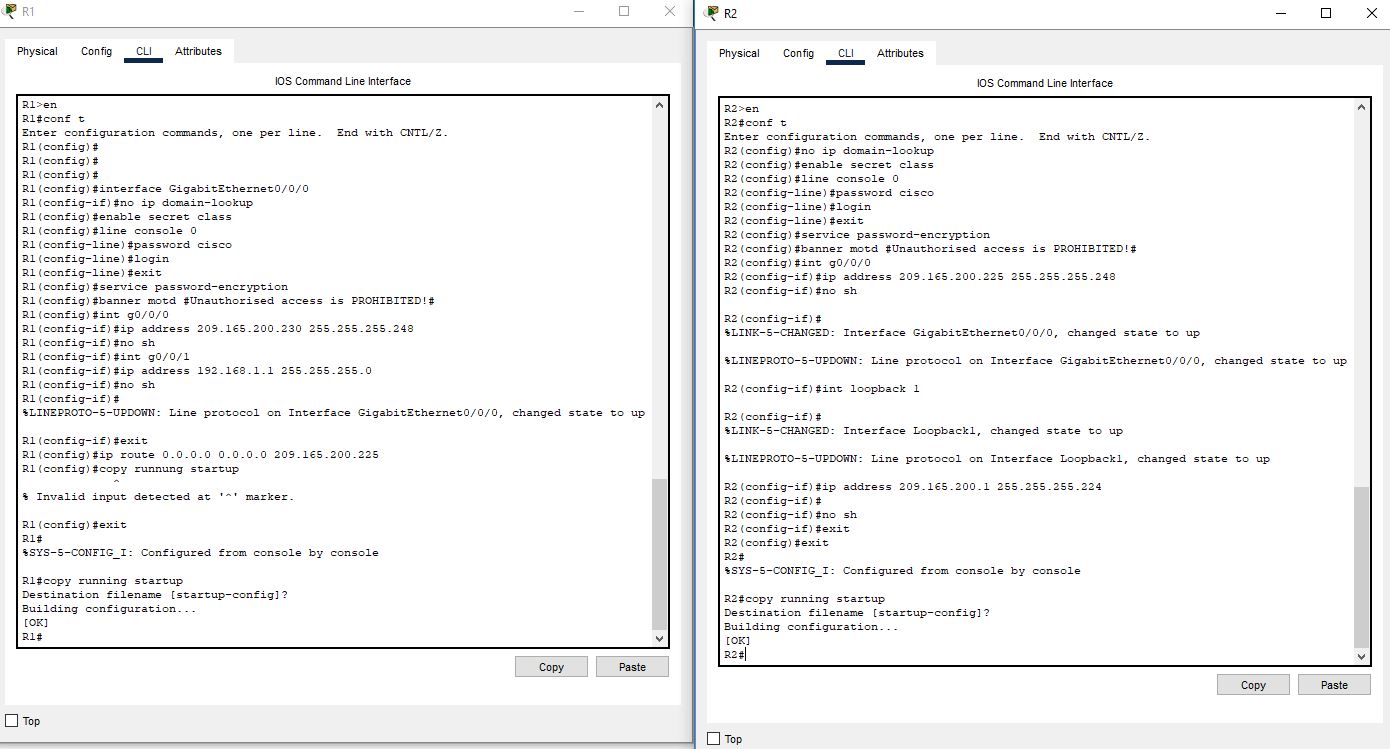 R1
Physical Config CLI Attributes
IOS Command Line Interface
R1>en
R1#conf t
Enter configuration commands, one per line.  End with CNTL/Z.
R1(config)#
R1(config)#
R1(config)#
R1(config)#interface GigabitEthernet0/0/0
R1(config-if)#no ip domain-lookup
R1(config)#enable secret class
R1(config)#line console 0
R1(config-line)#password cisco
R1(config-line)#login
R1(config-line)#exit
R1(config)#service password-encryption
R1(config)#banner motd #Unauthorised access is PROHIBITED!#
R1(config)#int g0/0/0
R1(config-if)#ip address 209.165.200.230 255.255.255.248
R1(config-if)#no sh
R1(config-if)#int g0/0/1
R1(config-if)#ip address 192.168.1.1 255.255.255.0
R1(config-if)#no sh
R1(config-if)#
%LINEPROTO-5-UPDOWN: Line protocol on Interface GigabitEthernet0/0/0, changed state to up
R1(config-if)#exit
R1(config)#ip route 0.0.0.0 0.0.0.0 209.165.200.225
R1(config)#copy runnung startup
^
% Invalid input detected at '^' marker.
R1(config)#exit
R1#
%SYS-5-CONFIG_I: Configured from console by console
R1#copy running startup
Destination filename [startup-config]?
Building configuration...
[OK]
R1#
Copy Paste
Top
R2
Physical Config CLI Attributes
IOS Command Line Interface
R2>en
R2#conf t
Enter configuration commands, one per line.  End with CNTL/Z.
R2(config)#no ip domain-lookup
R2(config)#enable secret class
R2(config)#line console 0
R2(config-line)#password cisco
R2(config-line)#login
R2(config-line)#exit
R2(config)#service password-encryption
R2(config)#banner motd #Unauthorised access is PROHIBITED!#
R2(config)#int g0/0/0
R2(config-if)#ip address 209.165.200.225 255.255.255.248
R2(config-if)#no sh
R2(config-if)#
%LINK-5-CHANGED: Interface GigabitEthernet0/0/0, changed state to up
%LINEPROTO-5-UPDOWN: Line protocol on Interface GigabitEthernet0/0/0, changed state to up
R2(config-if)#int loopback 1
R2(config-if)#
%LINK-5-CHANGED: Interface Loopback1, changed state to up
%LINEPROTO-5-UPDOWN: Line protocol on Interface Loopback1, changed state to up
R2(config-if)#ip address 209.165.200.1 255.255.255.224
R2(config-if)#
R2(config-if)#no sh
R2(config-if)#exit
R2(config)#exit
R2#
%SYS-5-CONFIG_I: Configured from console by console
R2#copy running startup
Destination filename [startup-config]?
Building configuration...
[OK]
R2#
Copy Paste
Top